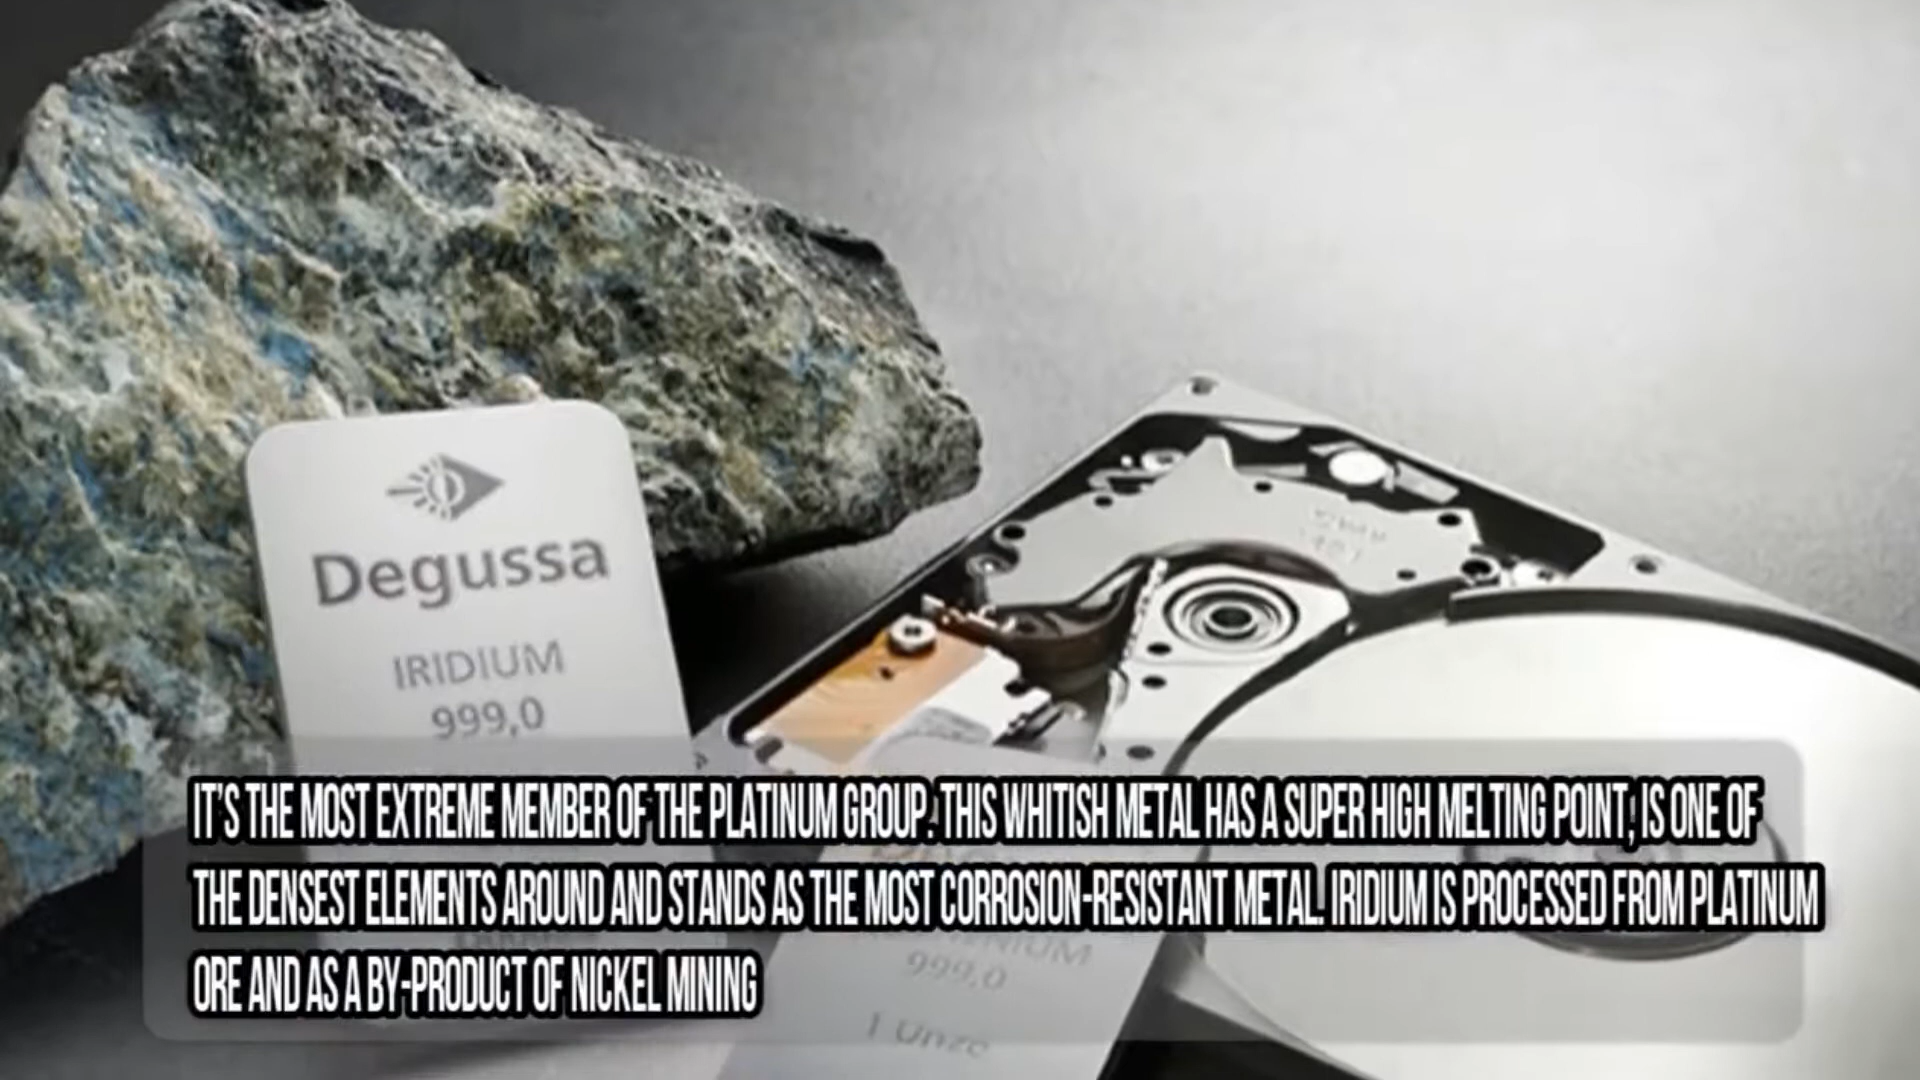 Degussa
IRIDIUM
999,0
IT'S THE MOST EXTREME MEMBER OF THE PLATINUM GROUP. THIS WHITISH METAL HAS A SUPER HIGH MELTING POINT, IS ONE OF
THE DENSEST ELEMENTS AROUND AND STANDS AS THE MOST CORROSION-RESISTANT METAL. IRIDIUM IS PROCESSED FROM PLATINUM
ORE AND AS A BY-PRODUCT OF NICKEL MINING
999,0
1 Unze